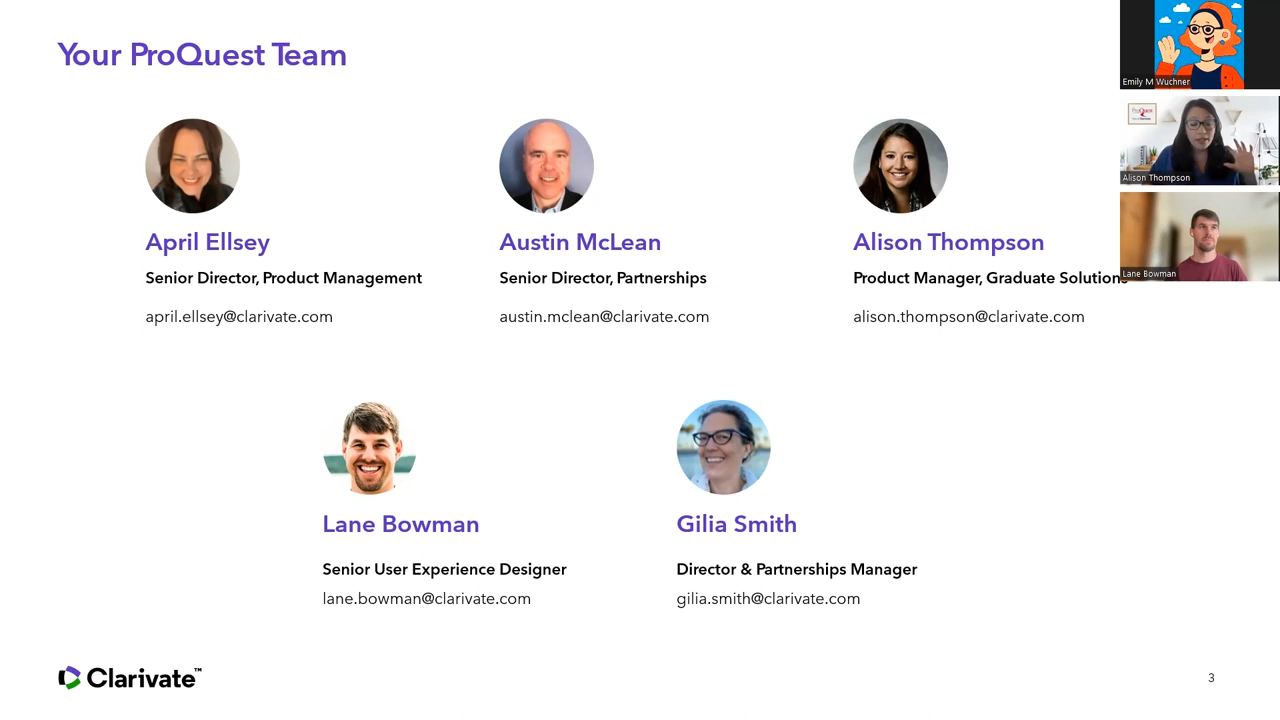 Your ProQuest Team
Emily M Wuchner
ProQuest
Alison Thompson
Lane Bowman
April Ellsey
Senior Director, Product Management
april.ellsey@clarivate.com
Austin McLean
Senior Director, Partnerships
austin.mclean@clarivate.com
Alison Thompson
Product Manager, Graduate Solutions
alison.thompson@clarivate.com
Lane Bowman
Senior User Experience Designer
lane.bowman@clarivate.com
Gilia Smith
Director & Partnerships Manager
gilia.smith@clarivate.com
Clarivate™
3